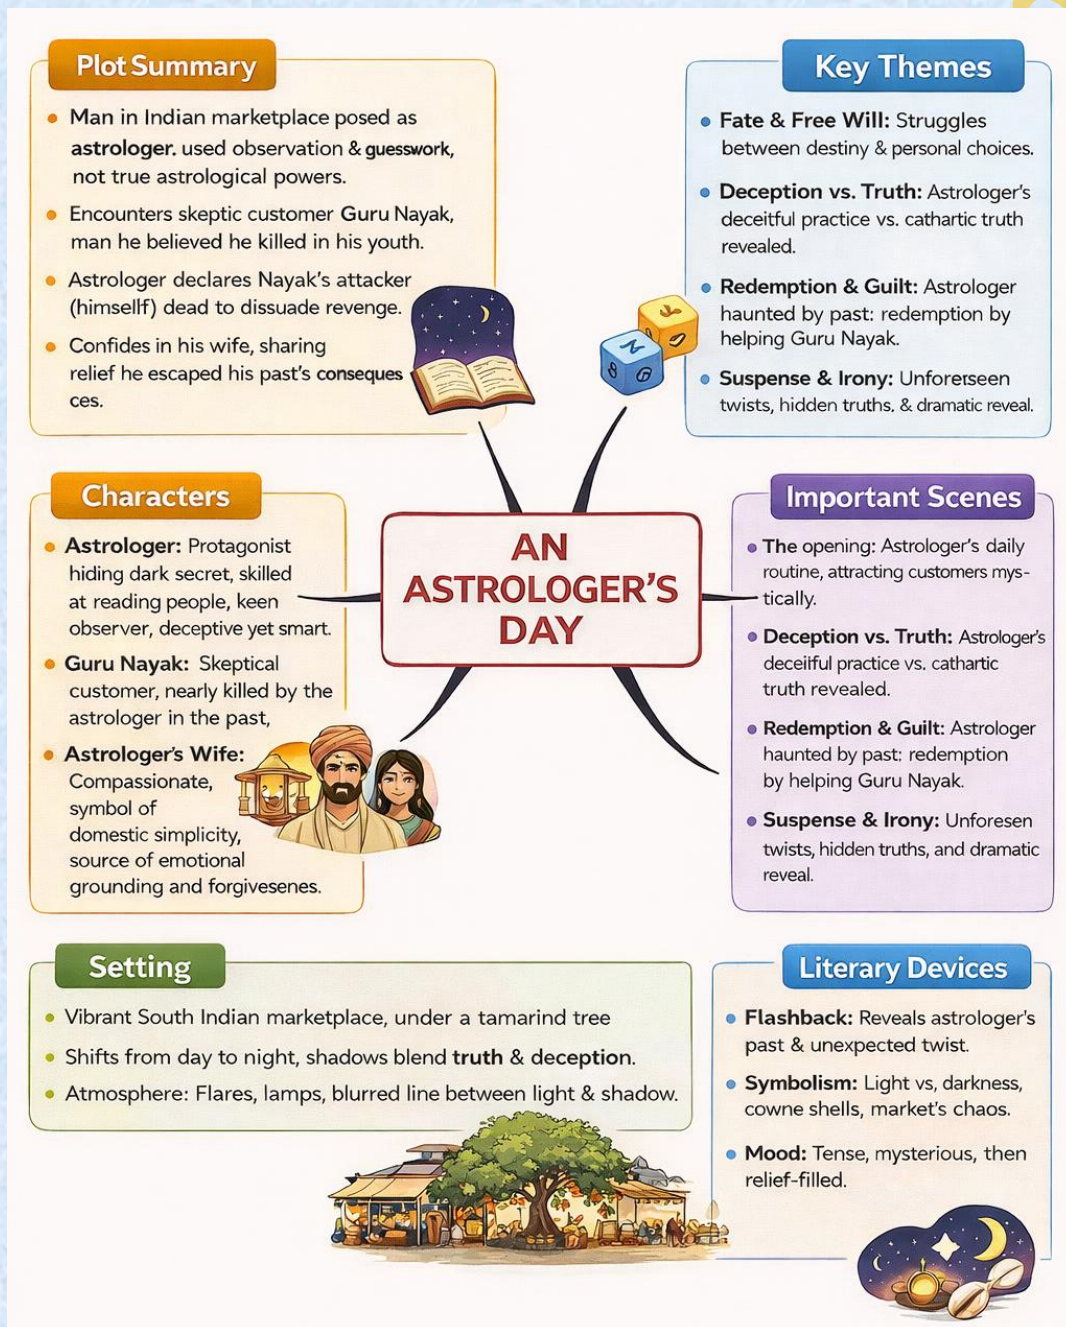 Plot Summary
Man in Indian marketplace posed as
astrologer. used observation & guesswork,
not true astrological powers.
Encounters skeptic customer Guru Nayak,
man he believed he killed in his youth.
Astrologer declares Nayak's attacker
(himsellf) dead to dissuade revenge.
Confides in his wife, sharing
relief he escaped his past's conseques
ces.
Key Themes
Fate & Free Will: Struggles
between destiny & personal choices.
Deception vs. Truth: Astrologer's
deceitful practice vs. cathartic truth
revealed.
Redemption & Guilt: Astrologer
haunted by past: redemption by
helping Guru Nayak.
Suspense & Irony: Unforerseen
twists, hidden truths, & dramatic reveal.
AN
ASTROLOGER'S
DAY
Characters
Astrologer: Protagonist
hiding dark secret, skilled
at reading people, keen
observer, deceptive yet smart.
Guru Nayak: Skeptical
customer, nearly killed by the
astrologer in the past,
Astrologer's Wife:
Compassionate,
symbol of
domestic simplicity,
source of emotional
grounding and forgivesenes.
Important Scenes
The opening: Astrologer's daily
routine, attracting customers mys-
tically.
Deception vs. Truth: Astrologer's
deceiiful practice vs. cathartic
truth revealed.
Redemption & Guilt: Astrologer
haunted by past: redemption
by helping Guru Nayak.
Suspense & Irony: Unforesen
twists, hidden truths, and dramatic
reveal.
Setting
Vibrant South Indian marketplace, under a tamarind tree
Shifts from day to night, shadows blend truth & deception.
Atmosphere: Flares, lamps, blurred line between light & shadow.
Literary Devices
Flashback: Reveals astrologer's
past & unexpected twist.
Symbolism: Light vs, darkness,
cowne shells, market's chaos.
Mood: Tense, mysterious, then
relief-filled.